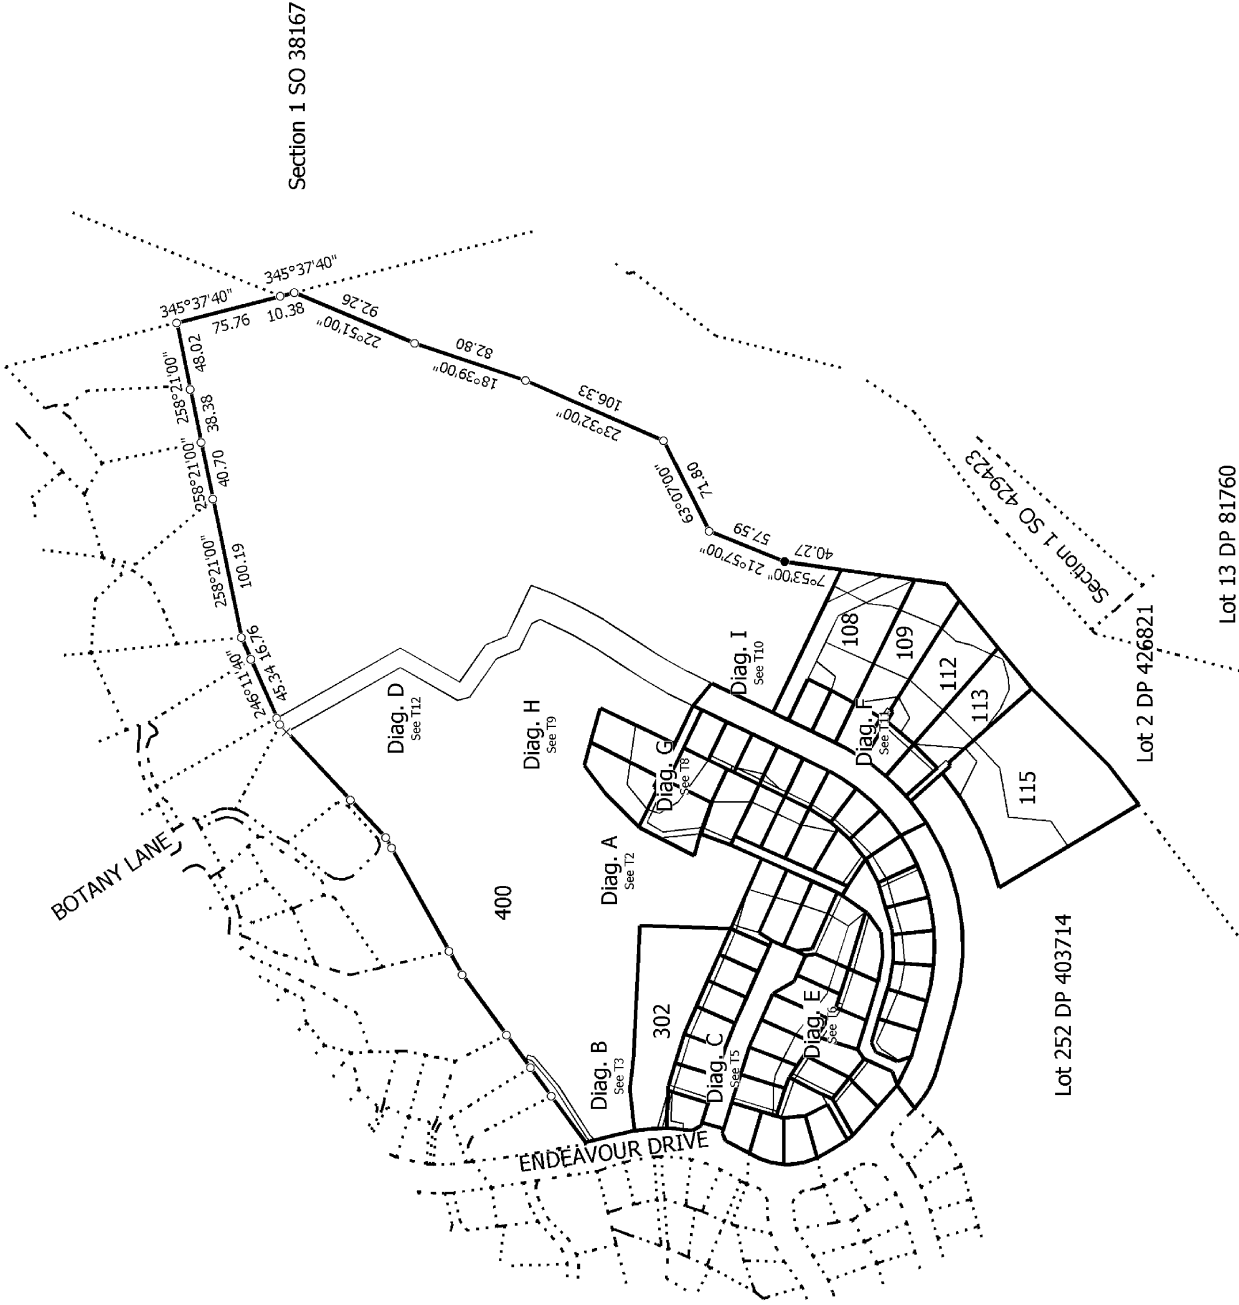 Section 1 SO 38167
345°37'40"
345°37'40"
75.76
10.38
258°21'00"
48.02
38.38
258°21'00"
40.70
258°21'00"
100.19
246°11'40"
16.76
45.34
92.26
22°51'00"
82.80
18°39'00"
106.33
23°32'00"
71.80
63°07'00"
57.59
21°57'00"
40.27
7°53'00"
Section 1 SO 429423
Lot 13 DP 81760
Lot 2 DP 426821
Lot 252 DP 403714
BOTANY LANE
ENDEAVOUR DRIVE
400
302
108
109
112
113
115
Diag. D
See T12
Diag. H
See T9
Diag. I
See T10
Diag. F
See T11
Diag. G
See T8
Diag. A
See T2
Diag. B
See T3
Diag. C
See T5
Diag. E
See T6